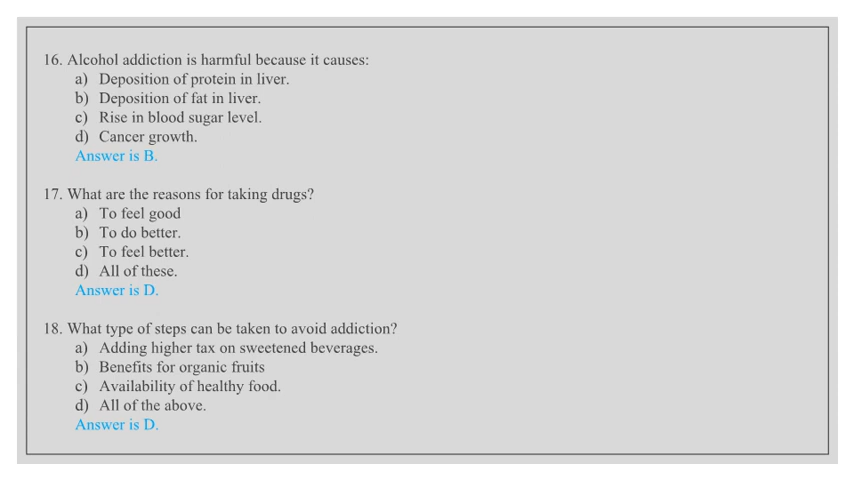 16. Alcohol addiction is harmful because it causes:
a) Deposition of protein in liver.
b) Deposition of fat in liver.
c) Rise in blood sugar level.
d) Cancer growth.
Answer is B.
17. What are the reasons for taking drugs?
a) To feel good
b) To do better.
c) To feel better.
d) All of these.
Answer is D.
18. What type of steps can be taken to avoid addiction?
a) Adding higher tax on sweetened beverages.
b) Benefits for organic fruits
c) Availability of healthy food.
d) All of the above.
Answer is D.